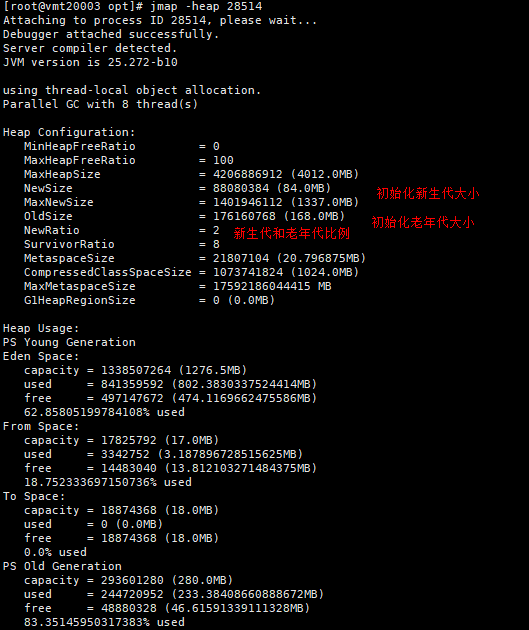 [root@vmt20003 opt]# jmap -heap 28514
Attaching to process ID 28514, please wait...
Debugger attached successfully.
Server compiler detected.
JVM version is 25.272-b10
using thread-local object allocation.
Parallel GC with 8 thread(s)
Heap Configuration:
MinHeapFreeRatio = 0
MaxHeapFreeRatio = 100
MaxHeapSize = 4206886912 (4012.0MB)
NewSize = 88080384 (84.0MB) 初始化新生代大小
MaxNewSize = 1401946112 (1337.0MB)
OldSize = 176160768 (168.0MB) 初始化老年代大小
NewRatio = 2 新生代和老年代比例
SurvivorRatio = 8
MetaspaceSize = 21807104 (20.796875MB)
CompressedClassSpaceSize = 1073741824 (1024.0MB)
MaxMetaspaceSize = 17592186044415 MB
G1HeapRegionSize = 0 (0.0MB)
Heap Usage:
PS Young Generation
Eden Space:
capacity = 1338507264 (1276.5MB)
used = 841359592 (802.3830337524414MB)
free = 497147672 (474.1169662475586MB)
62.85805199784108% used
From Space:
capacity = 17825792 (17.0MB)
used = 3342752 (3.187896728515625MB)
free = 14483040 (13.812103271484375MB)
18.752333697150736% used
To Space:
capacity = 18874368 (18.0MB)
used = 0 (0.0MB)
free = 18874368 (18.0MB)
0.0% used
PS Old Generation
capacity = 293601280 (280.0MB)
used = 244720952 (233.38408660888672MB)
free = 48880328 (46.61591339111328MB)
83.35145950317383% used